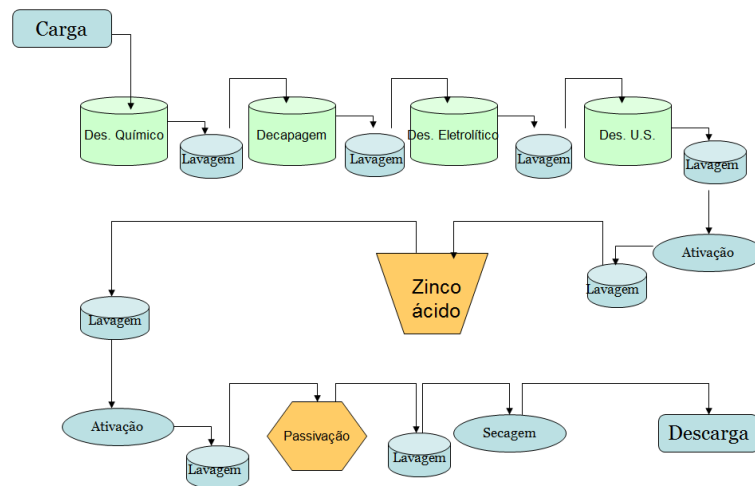 Carga
Des. Químico
Lavagem
Decapagem
Lavagem
Des. Eletrolítico
Lavagem
Des. U.S.
Lavagem
Ativação
Lavagem
Zinco
ácido
Lavagem
Ativação
Lavagem
Passivação
Lavagem
Secagem
Descarga